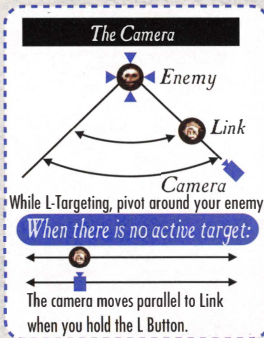 The Camera
Enemy
Link
Camera
While L-Targeting, pivot around your enemy
When there is no active target:
The camera moves parallel to Link
when you hold the L Button.